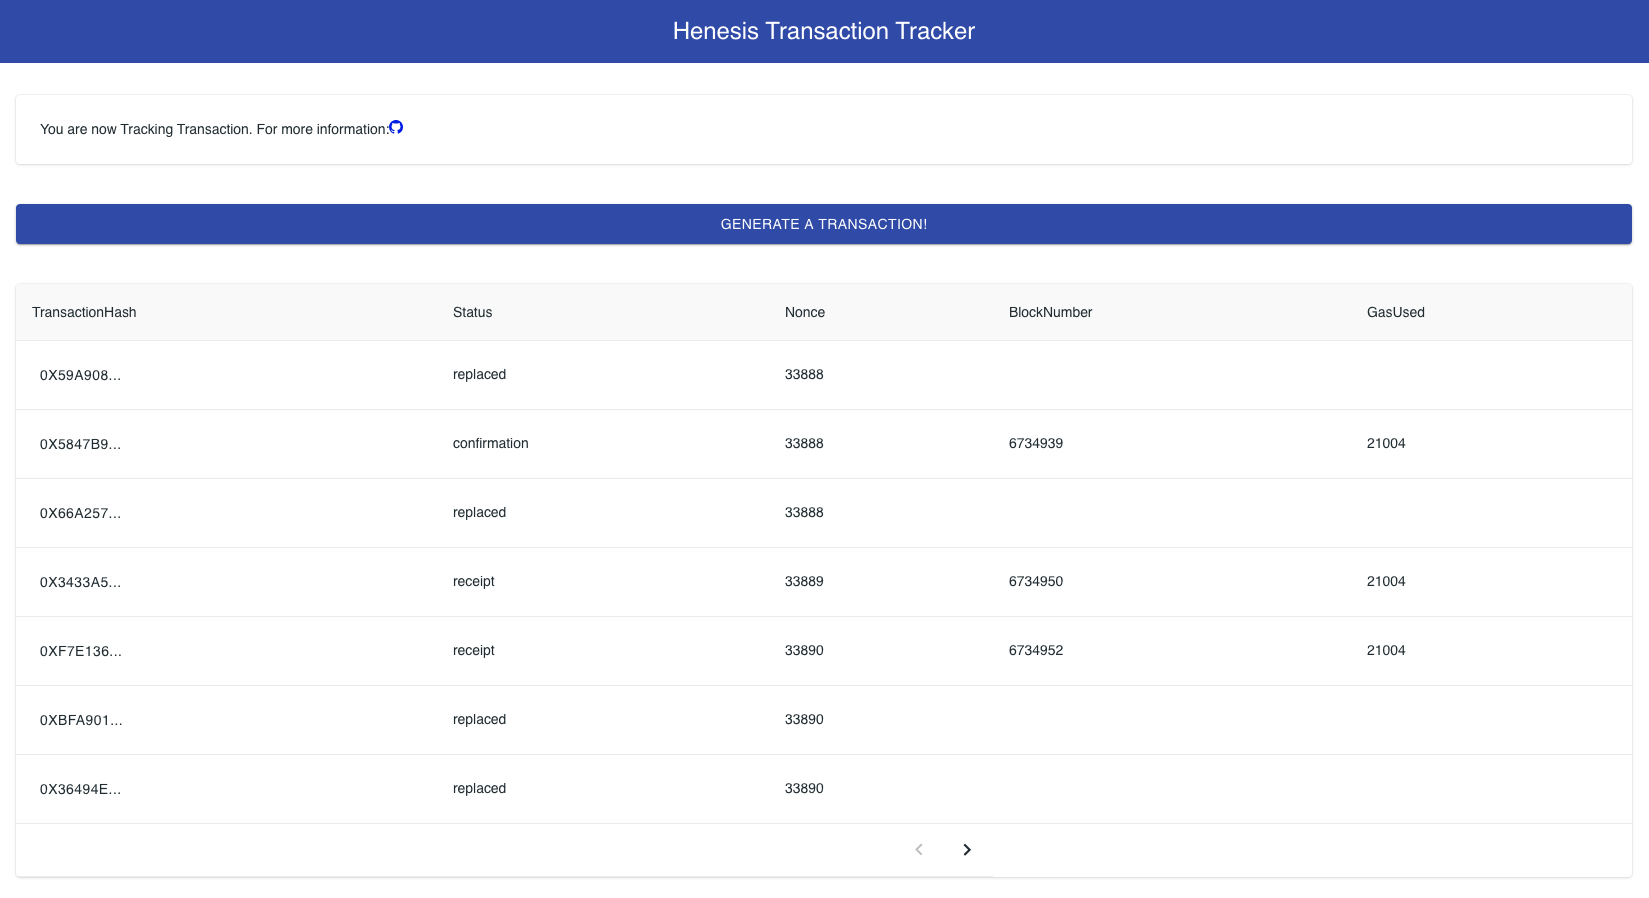 Henesis Transaction Tracker
You are now Tracking Transaction. For more information:
GENERATE A TRANSACTION!
TransactionHash Status Nonce BlockNumber GasUsed
0X59A908... replaced 33888
0X5847B9... confirmation 33888 6734939 21004
0X66A257... replaced 33888
0X3433A5... receipt 33889 6734950 21004
0XF7E136... receipt 33890 6734952 21004
0XBFA901... replaced 33890
0X36494E... replaced 33890